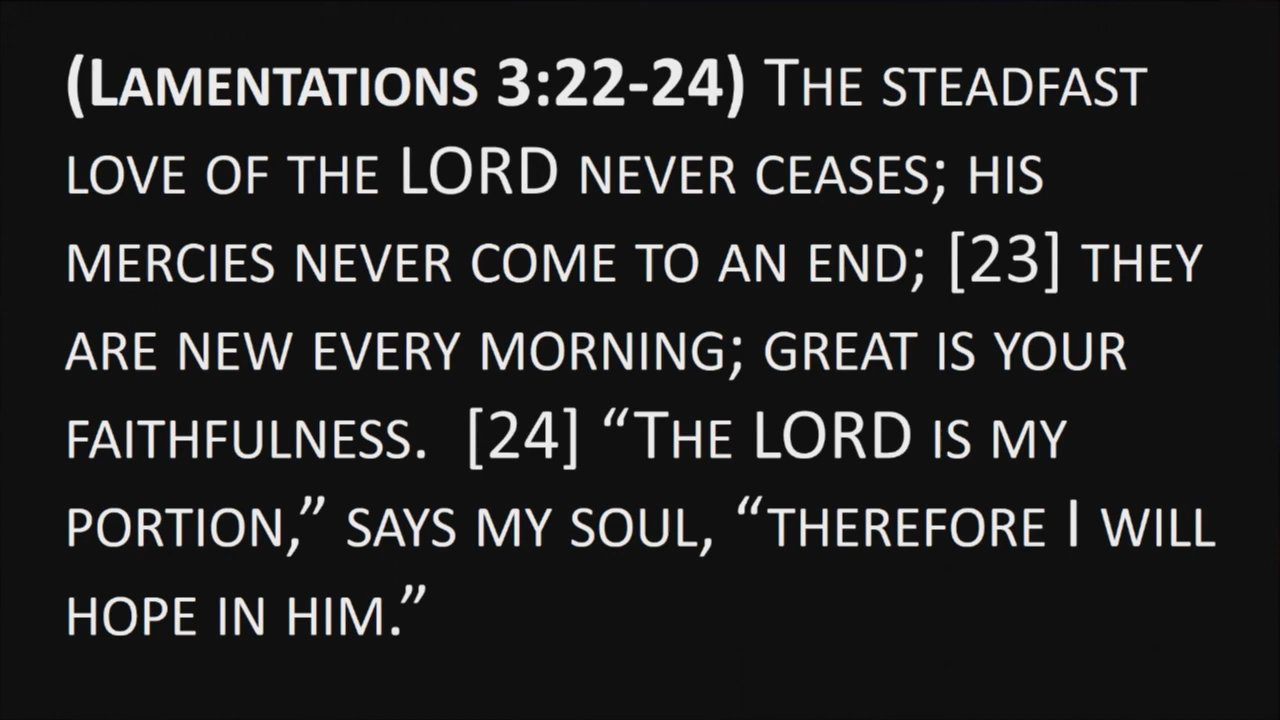 (Lamentations 3:22-24) The steadfast
love of the LORD never ceases; his
mercies never come to an end; [23] they
are new every morning; great is your
faithfulness.  [24] “The LORD is my
portion,” says my soul, “therefore I will
hope in him.”